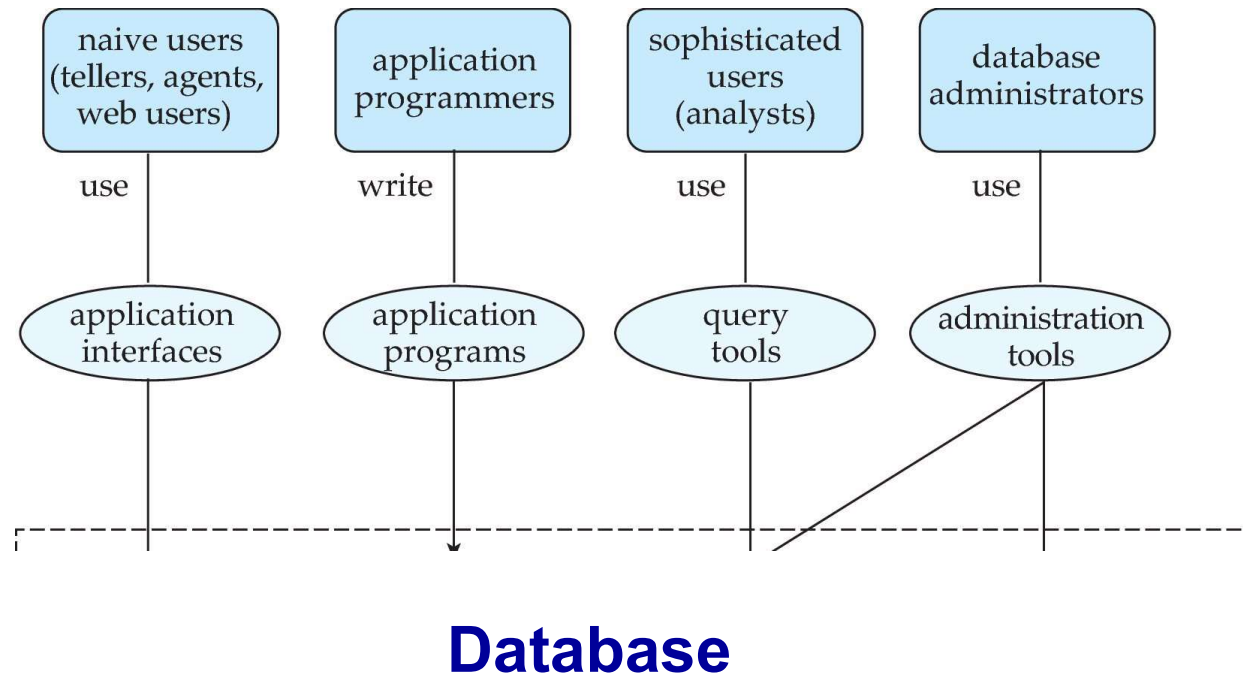 naive users
(tellers, agents,
web users)
application
programmers
sophisticated
users
(analysts)
database
administrators
use
write
use
use
application
interfaces
application
programs
query
tools
administration
tools
Database